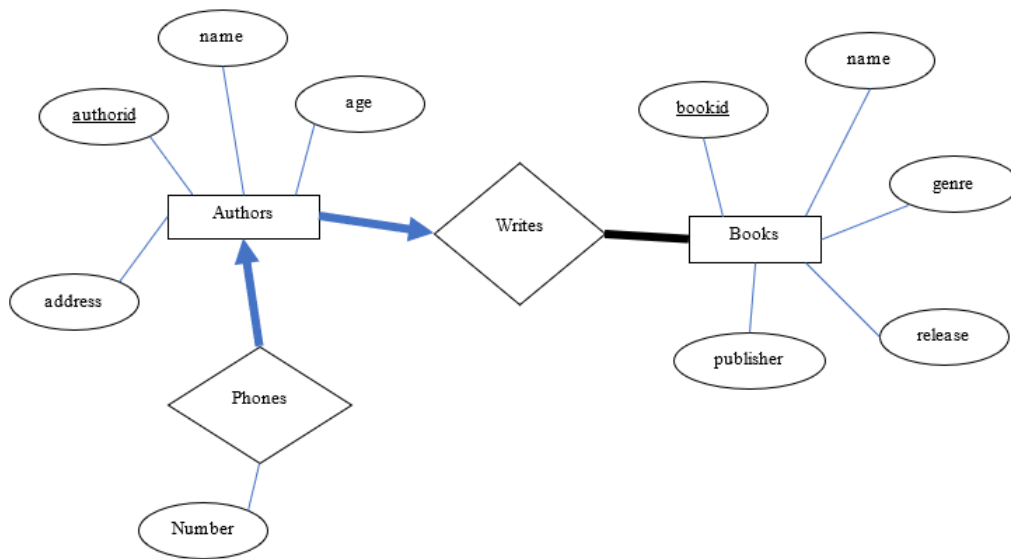 name
name
authorid
age
bookid
genre
Authors
Writes
Books
address
release
publisher
Phones
Number